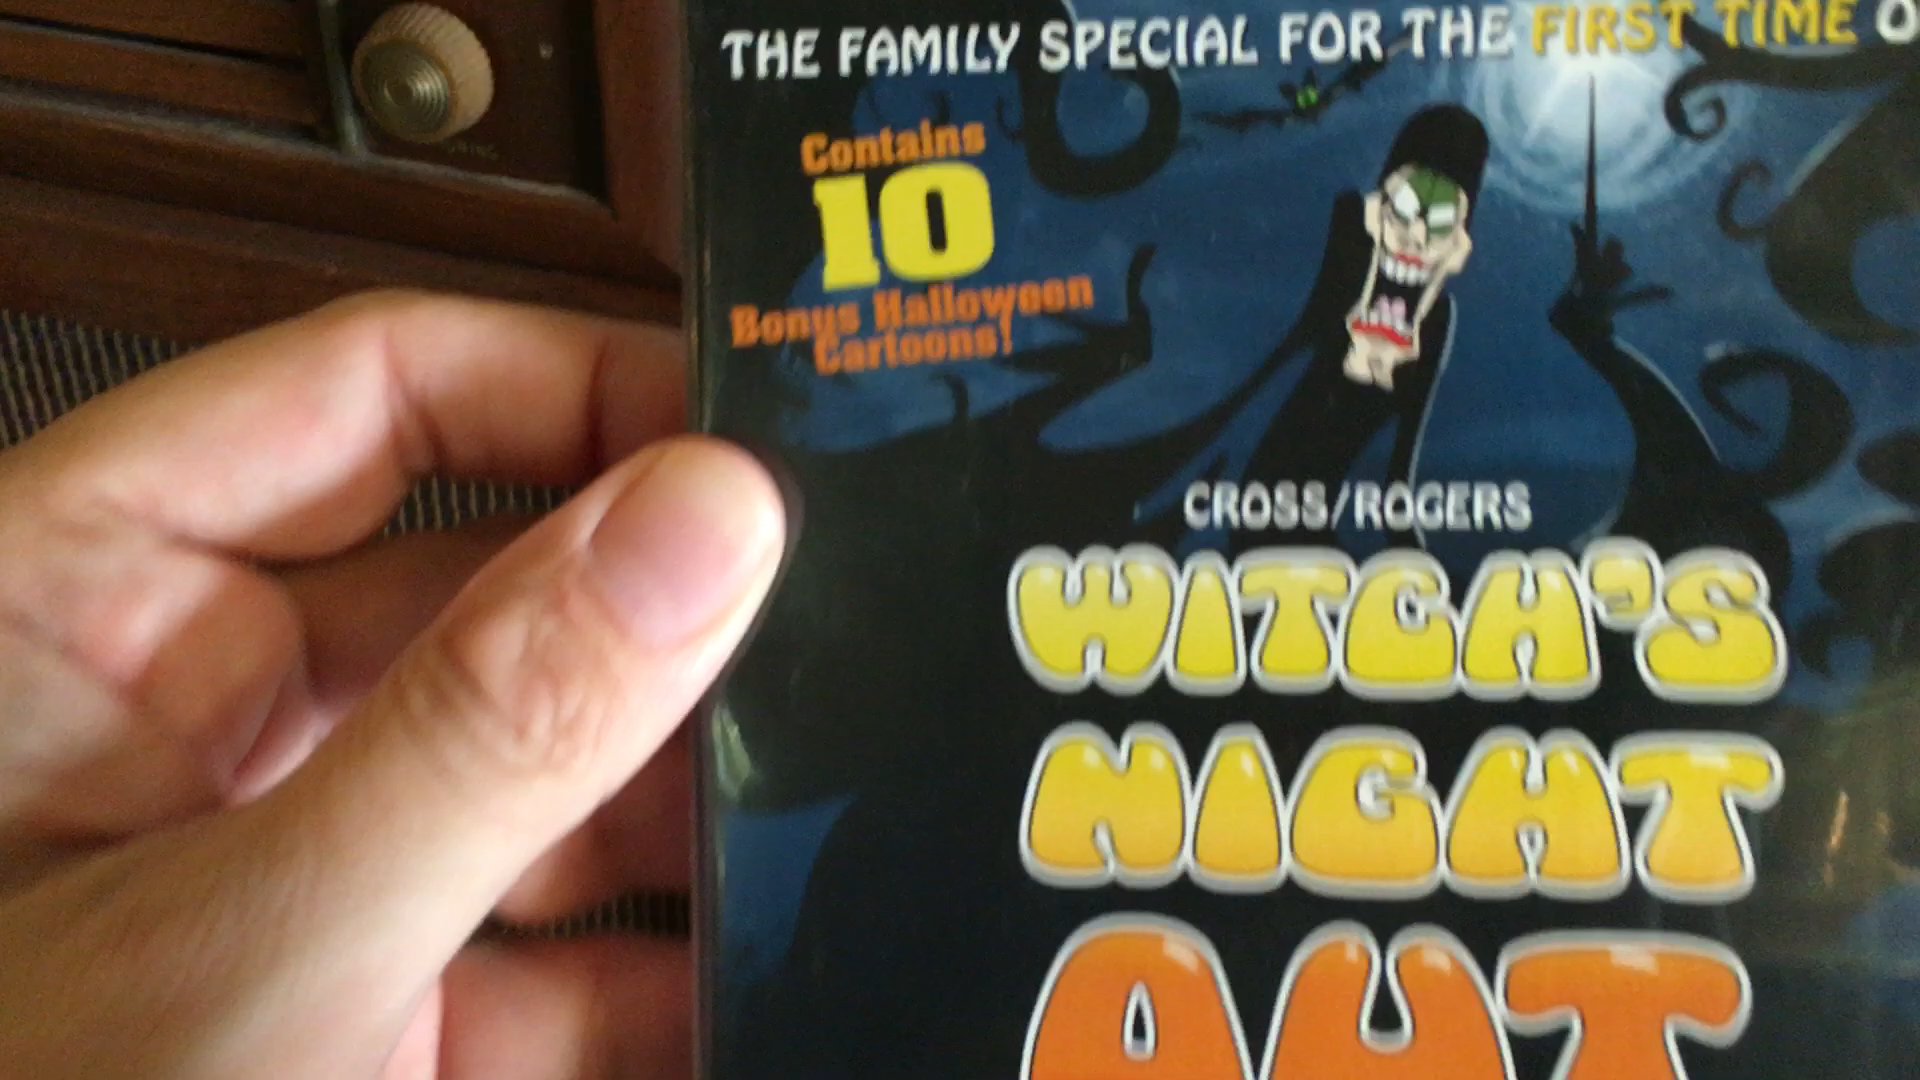 THE FAMILY SPECIAL FOR THE FIRST TIME
Contains
10
Bonus Halloween
Cartoons!
CROSS/ROGERS
WITCH'S
NIGHT
OUT